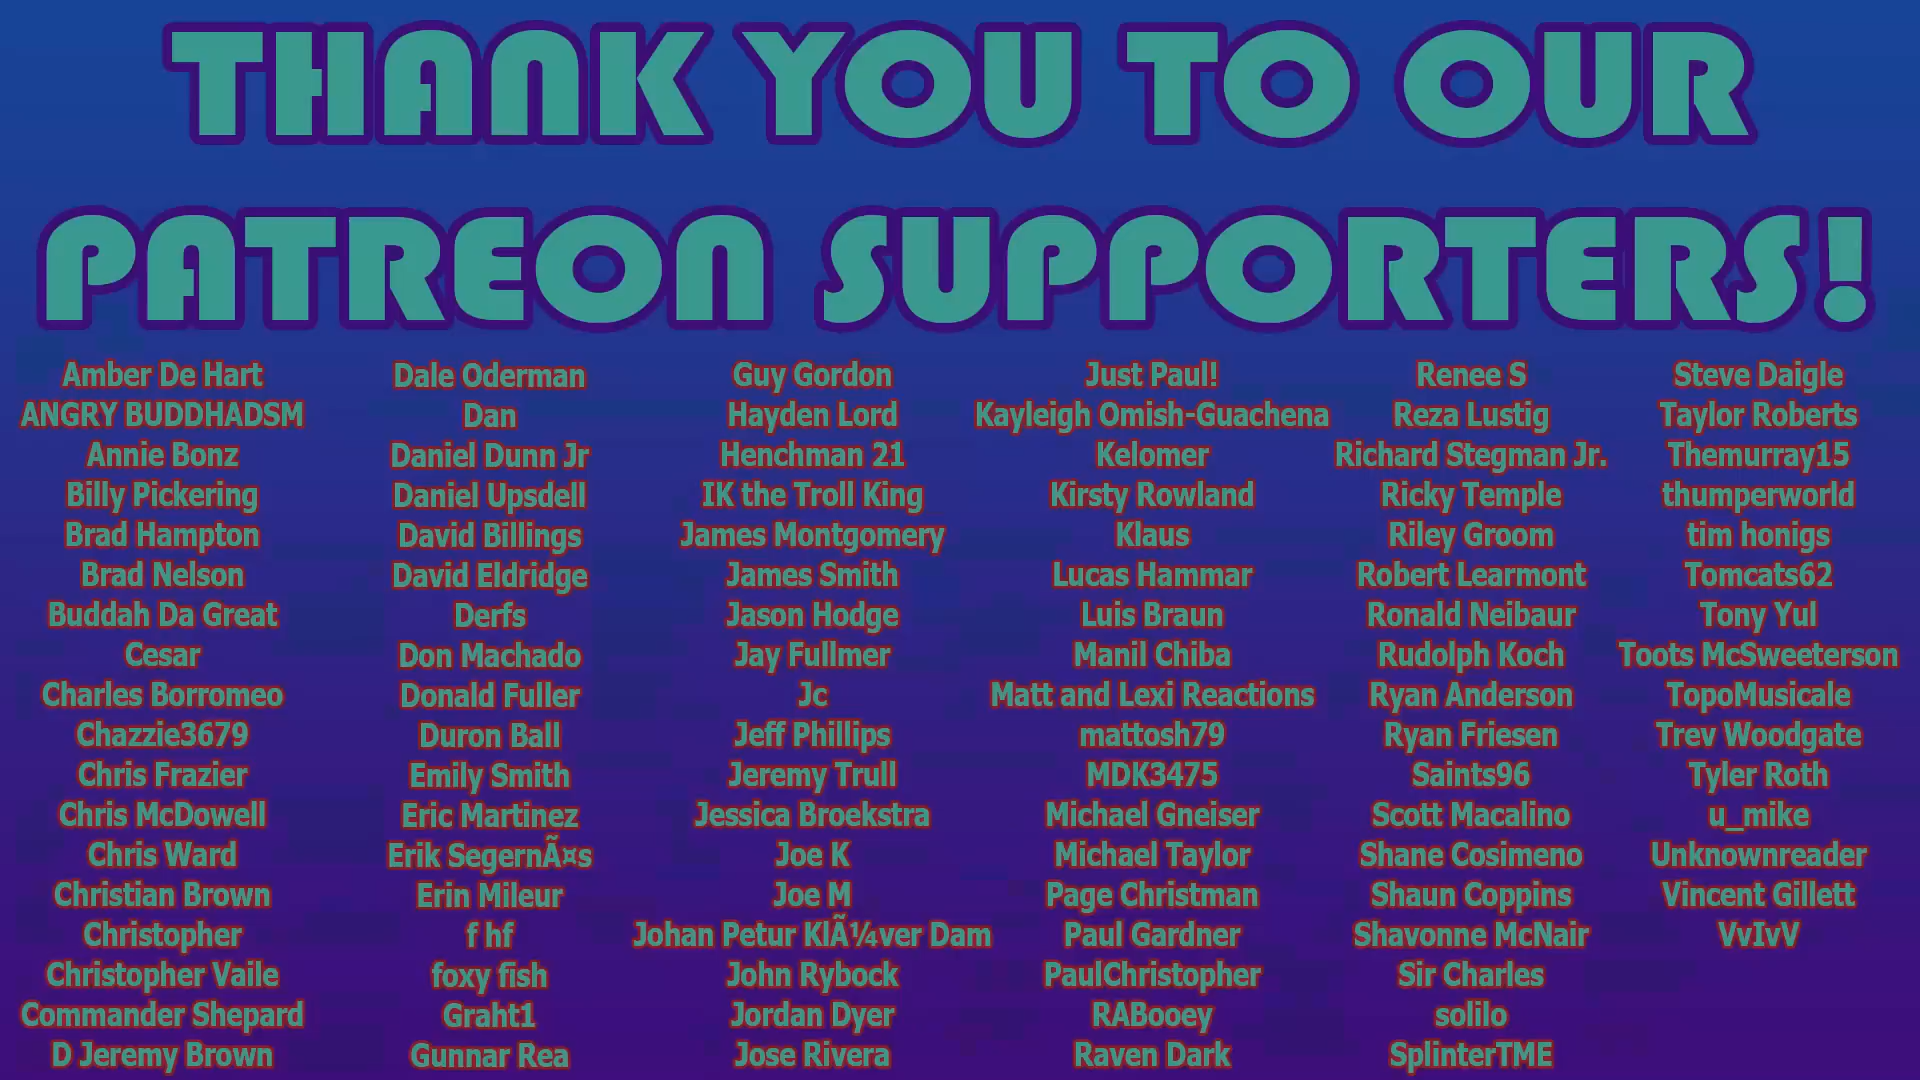 THANK YOU TO OUR
PATREON SUPPORTERS!
Amber De Hart
ANGRY BUDDHADSM
Annie Bonz
Billy Pickering
Brad Hampton
Brad Nelson
Buddah Da Great
Cesar
Charles Borromeo
Chazzie3679
Chris Frazier
Chris McDowell
Chris Ward
Christian Brown
Christopher
Christopher Vaile
Commander Shepard
D Jeremy Brown
Dale Oderman
Dan
Daniel Dunn Jr
Daniel Upsdell
David Billings
David Eldridge
Derfs
Don Machado
Donald Fuller
Duron Ball
Emily Smith
Eric Martinez
Erik SegernÃ¤s
Erin Mileur
f hf
foxy fish
Graht1
Gunnar Rea
Guy Gordon
Hayden Lord
Henchman 21
IK the Troll King
James Montgomery
James Smith
Jason Hodge
Jay Fullmer
Jc
Jeff Phillips
Jeremy Trull
Jessica Broekstra
Joe K
Joe M
Johan Petur KlÃ¼ver Dam
John Rybock
Jordan Dyer
Jose Rivera
Just Paul!
Kayleigh Omish-Guachena
Kelomer
Kirsty Rowland
Klaus
Lucas Hammar
Luis Braun
Manil Chiba
Matt and Lexi Reactions
mattosh79
MDK3475
Michael Gneiser
Michael Taylor
Page Christman
Paul Gardner
PaulChristopher
RABooey
Raven Dark
Renee S
Reza Lustig
Richard Stegman Jr.
Ricky Temple
Riley Groom
Robert Learmont
Ronald Neibaur
Rudolph Koch
Ryan Anderson
Ryan Friesen
Saints96
Scott Macalino
Shane Cosimeno
Shaun Coppins
Shavonne McNair
Sir Charles
solilo
SplinterTME
Steve Daigle
Taylor Roberts
Themurray15
thumperworld
tim honigs
Tomcats62
Tony Yul
Toots McSweeterson
TopoMusicale
Trev Woodgate
Tyler Roth
u_mike
Unknownreader
Vincent Gillett
VvIvV